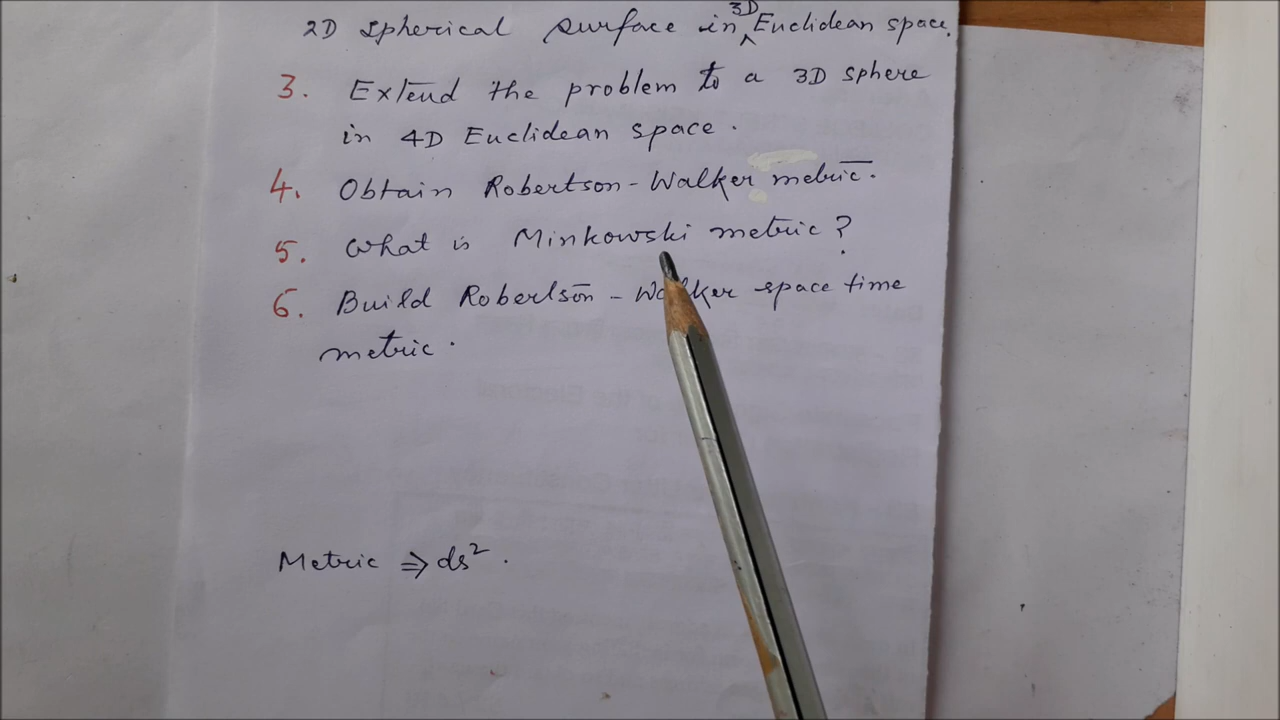 2D spherical surface in 3D Euclidean space.
3. Extend the problem to a 3D sphere
in 4D Euclidean space.
4. Obtain Robertson-Walker metric.
5. What is Minkowski metric?
6. Build Robertson-Walker space time
metric.
Metric ⇒ ds².